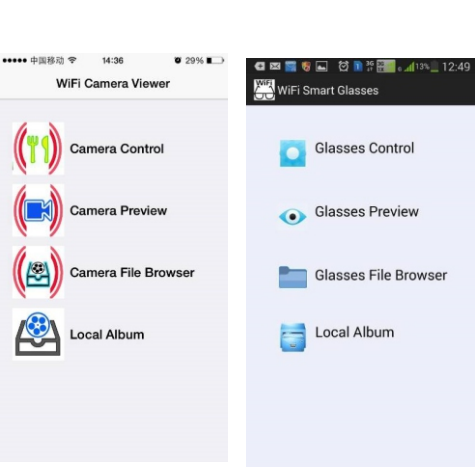 中国移动 14:36 29%
WiFi Camera Viewer
Camera Control
Camera Preview
Camera File Browser
Local Album
13% 12:49
WiFi
WiFi Smart Glasses
Glasses Control
Glasses Preview
Glasses File Browser
Local Album